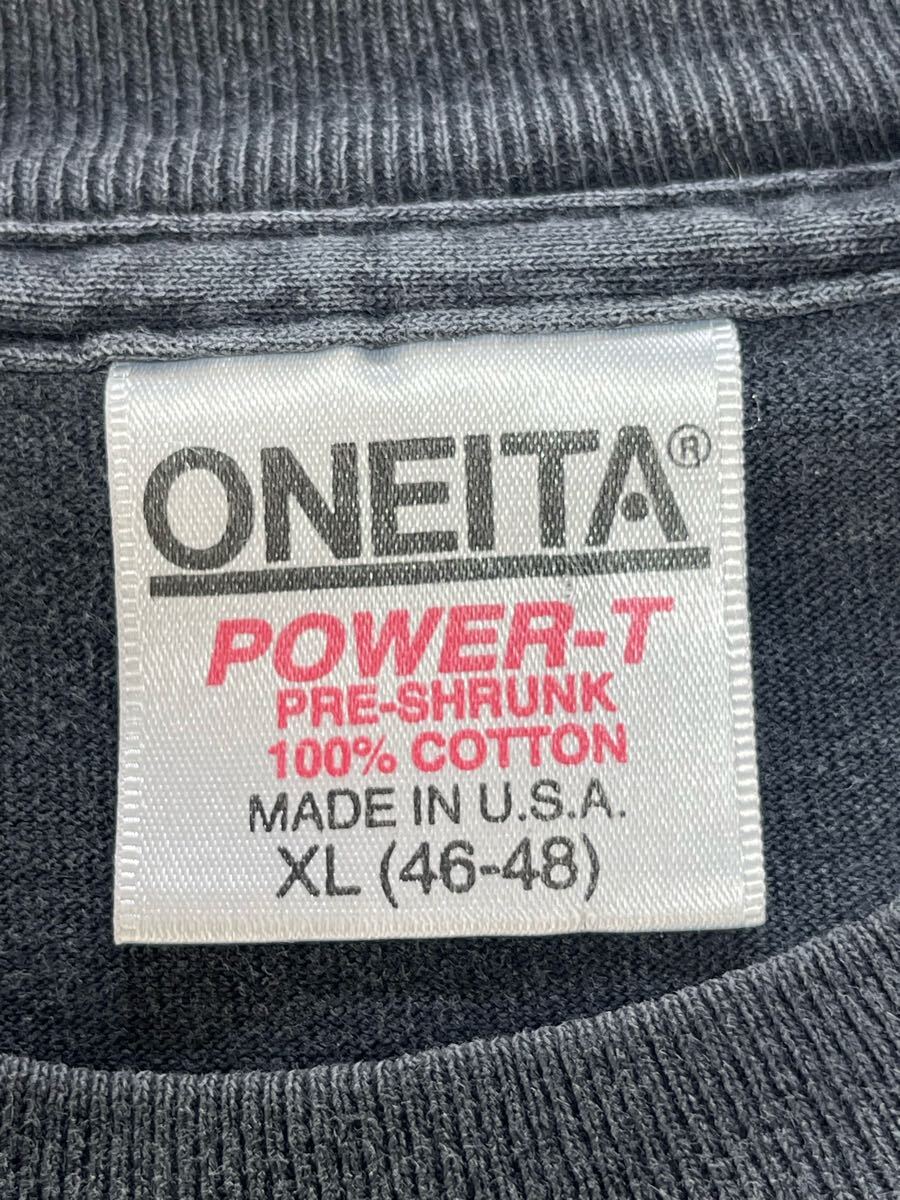 ONEITA®
POWER-T
PRE-SHRUNK
100% COTTON
MADE IN U.S.A.
XL (46-48)